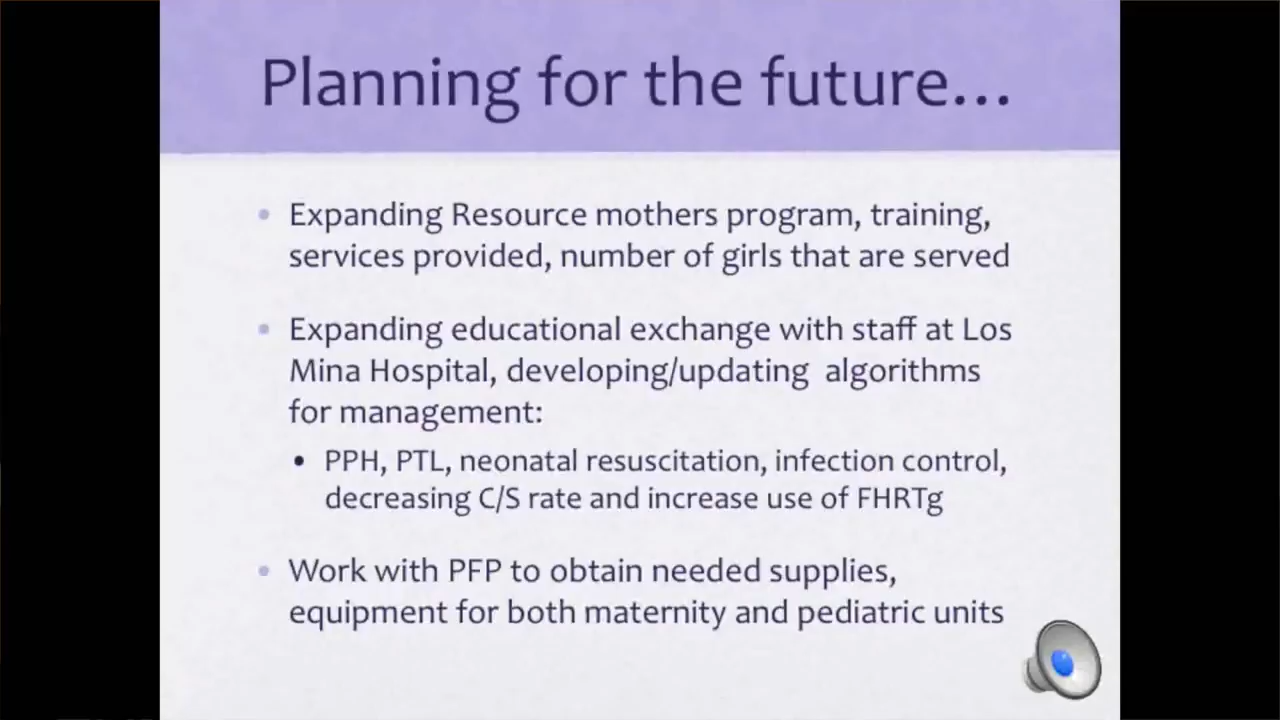 Planning for the future...
• Expanding Resource mothers program, training,
services provided, number of girls that are served
• Expanding educational exchange with staff at Los
Mina Hospital, developing/updating algorithms
for management:
• PPH, PTL, neonatal resuscitation, infection control,
decreasing C/S rate and increase use of FHRTg
• Work with PFP to obtain needed supplies,
equipment for both maternity and pediatric units